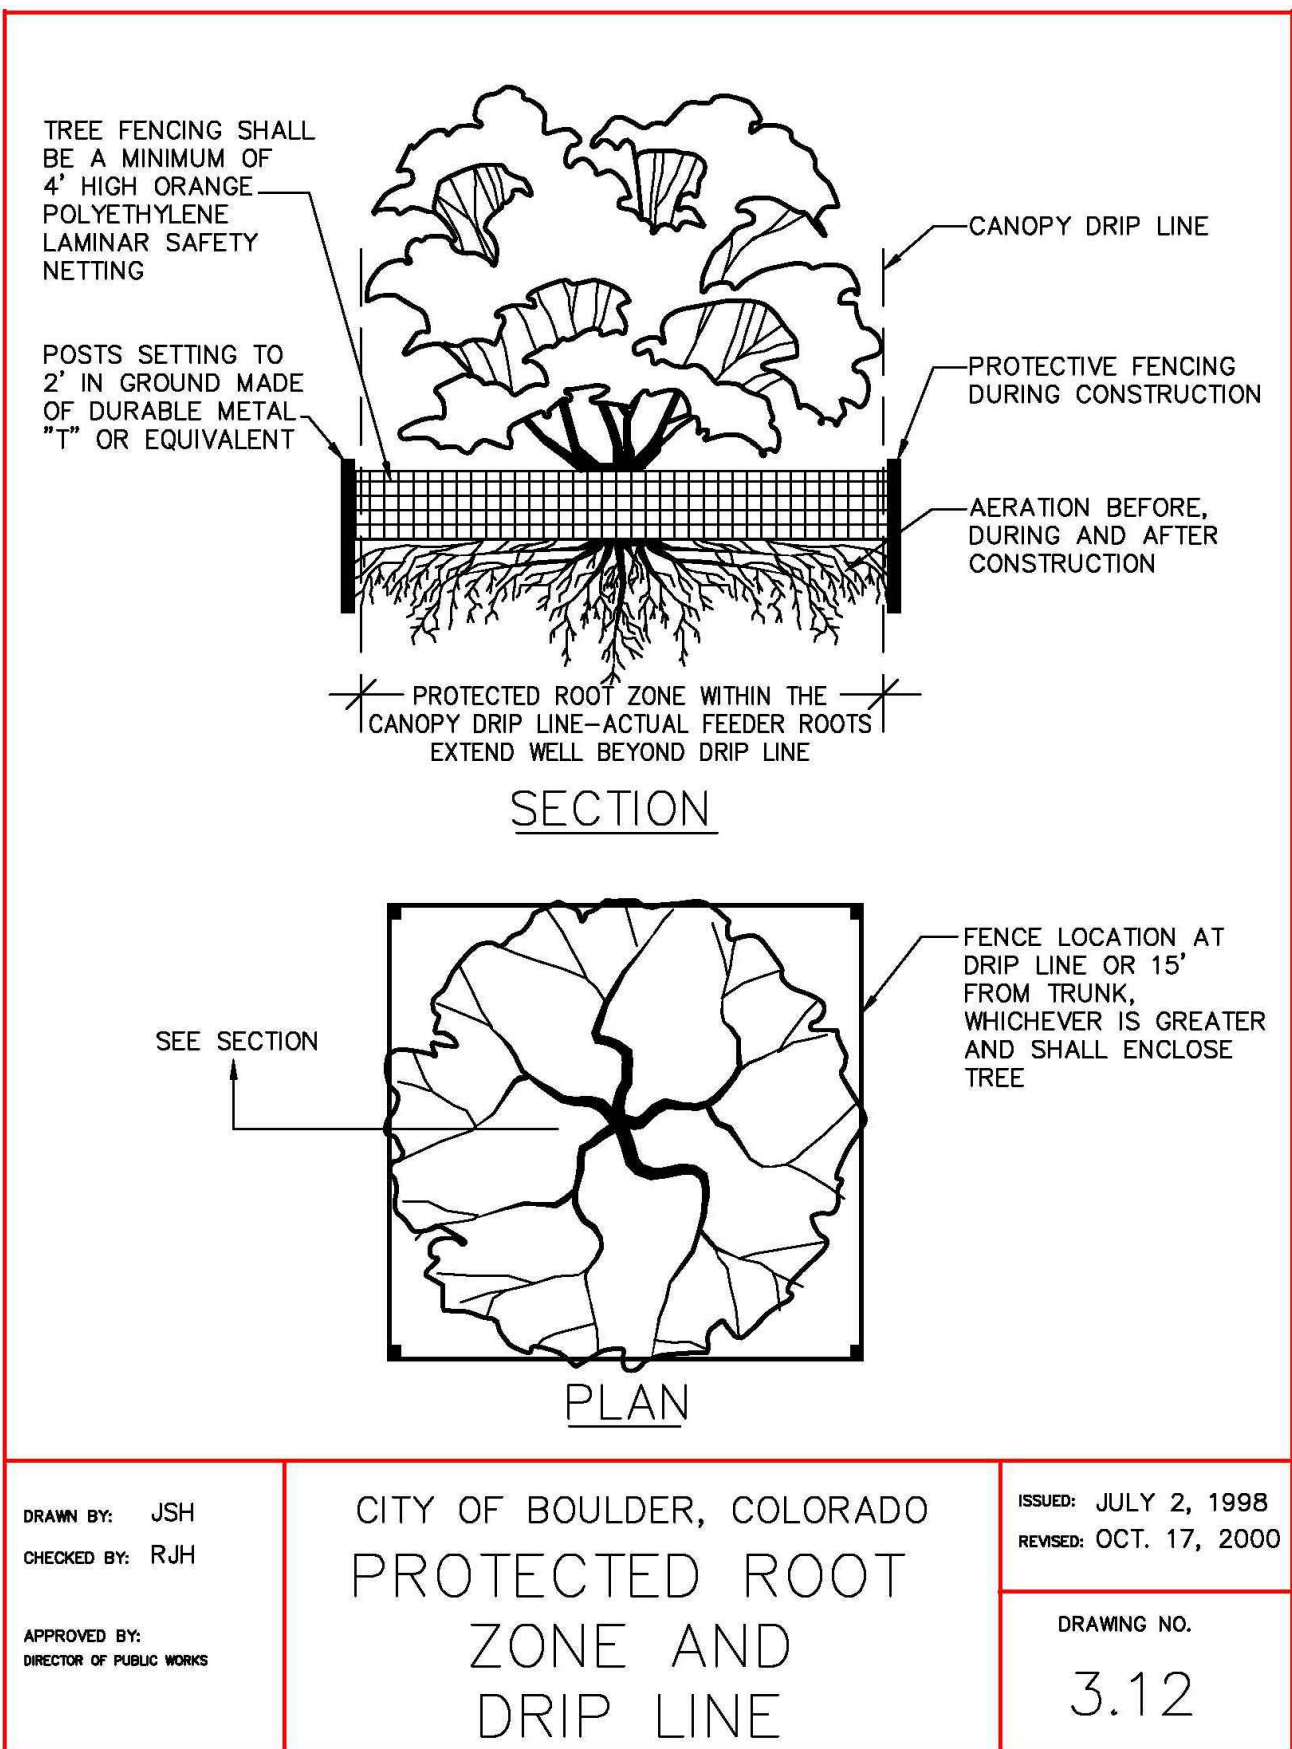 TREE FENCING SHALL
BE A MINIMUM OF
4' HIGH ORANGE
POLYETHYLENE
LAMINAR SAFETY
NETTING
POSTS SETTING TO
2' IN GROUND MADE
OF DURABLE METAL
"T" OR EQUIVALENT
CANOPY DRIP LINE
PROTECTIVE FENCING
DURING CONSTRUCTION
AERATION BEFORE,
DURING AND AFTER
CONSTRUCTION
PROTECTED ROOT ZONE WITHIN THE
CANOPY DRIP LINE-ACTUAL FEEDER ROOTS
EXTEND WELL BEYOND DRIP LINE
SECTION
SEE SECTION
FENCE LOCATION AT
DRIP LINE OR 15'
FROM TRUNK,
WHICHEVER IS GREATER
AND SHALL ENCLOSE
TREE
PLAN
DRAWN BY: JSH
CHECKED BY: RJH
APPROVED BY:
DIRECTOR OF PUBLIC WORKS
CITY OF BOULDER, COLORADO
PROTECTED ROOT
ZONE AND
DRIP LINE
ISSUED: JULY 2, 1998
REVISED: OCT. 17, 2000
DRAWING NO.
3.12